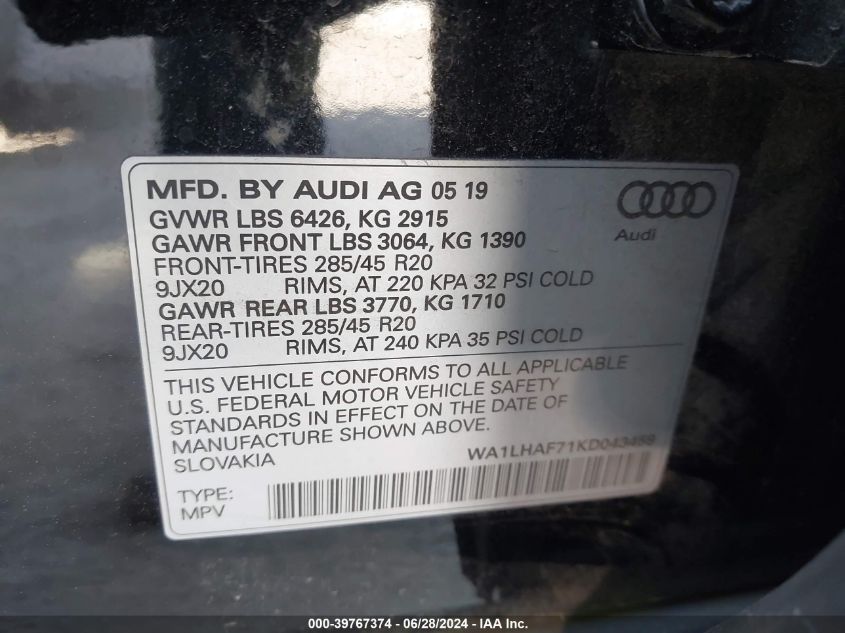 MFD. BY AUDI AG 05 19
GVWR LBS 6426, KG 2915
GAWR FRONT LBS 3064, KG 1390
FRONT-TIRES 285/45 R20
9JX20 RIMS, AT 220 KPA 32 PSI COLD
GAWR REAR LBS 3770, KG 1710
REAR-TIRES 285/45 R20
9JX20 RIMS, AT 240 KPA 35 PSI COLD
Audi
THIS VEHICLE CONFORMS TO ALL APPLICABLE
U.S. FEDERAL MOTOR VEHICLE SAFETY
STANDARDS IN EFFECT ON THE DATE OF
MANUFACTURE SHOWN ABOVE.
SLOVAKIA
WA1LHAF71KD043458
TYPE:
MPV
000-39767374 / 06/28/2024 - IAA Inc.